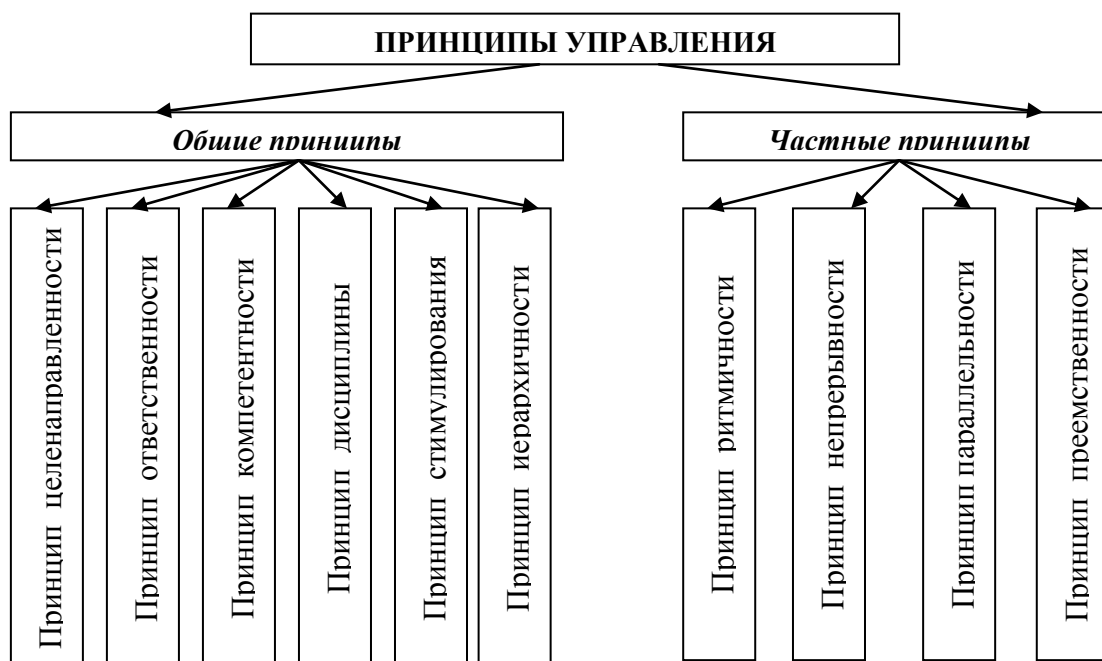 ПРИНЦИПЫ УПРАВЛЕНИЯ
Общие принципы
Частные принципы
Принцип целенаправленности
Принцип ответственности
Принцип компетентности
Принцип дисциплины
Принцип стимулирования
Принцип иерархичности
Принцип ритмичности
Принцип непрерывности
Принцип параллельности
Принцип преемственности